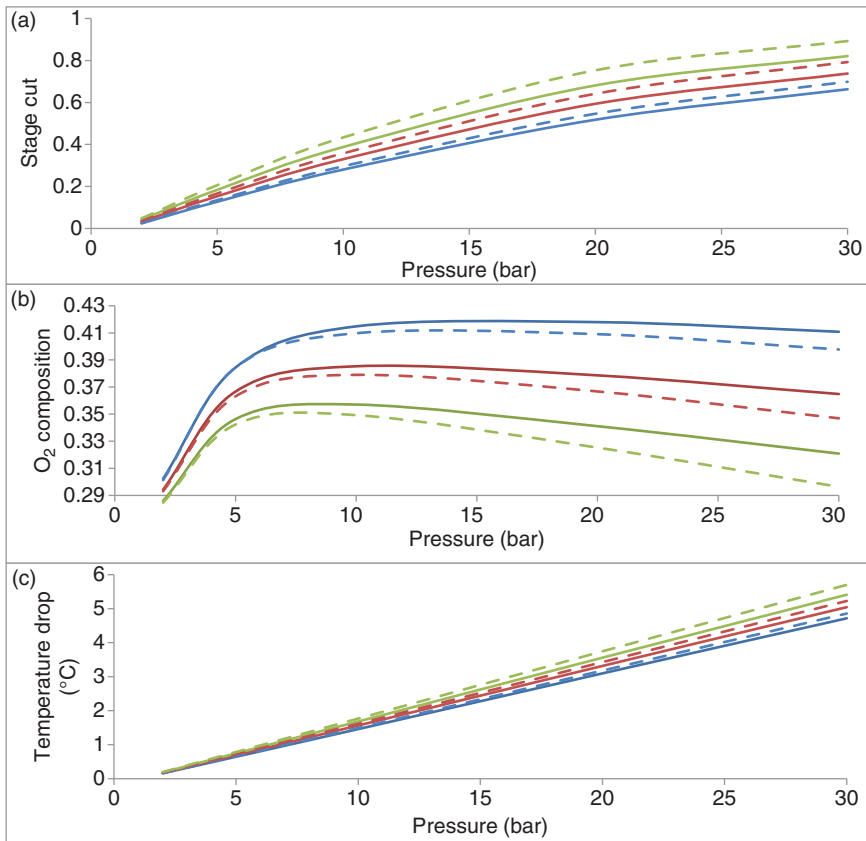 (a)
1
0.8
0.6
0.4
0.2
0
Stage cut
0 5 10 15 20 25 30
Pressure (bar)
(b)
0.43
0.41
0.39
0.37
0.35
0.33
0.31
0.29
O₂ composition
0 5 10 15 20 25 30
Pressure (bar)
(c)
6
5
4
3
2
1
0
Temperature drop
(°C)
0 5 10 15 20 25 30
Pressure (bar)